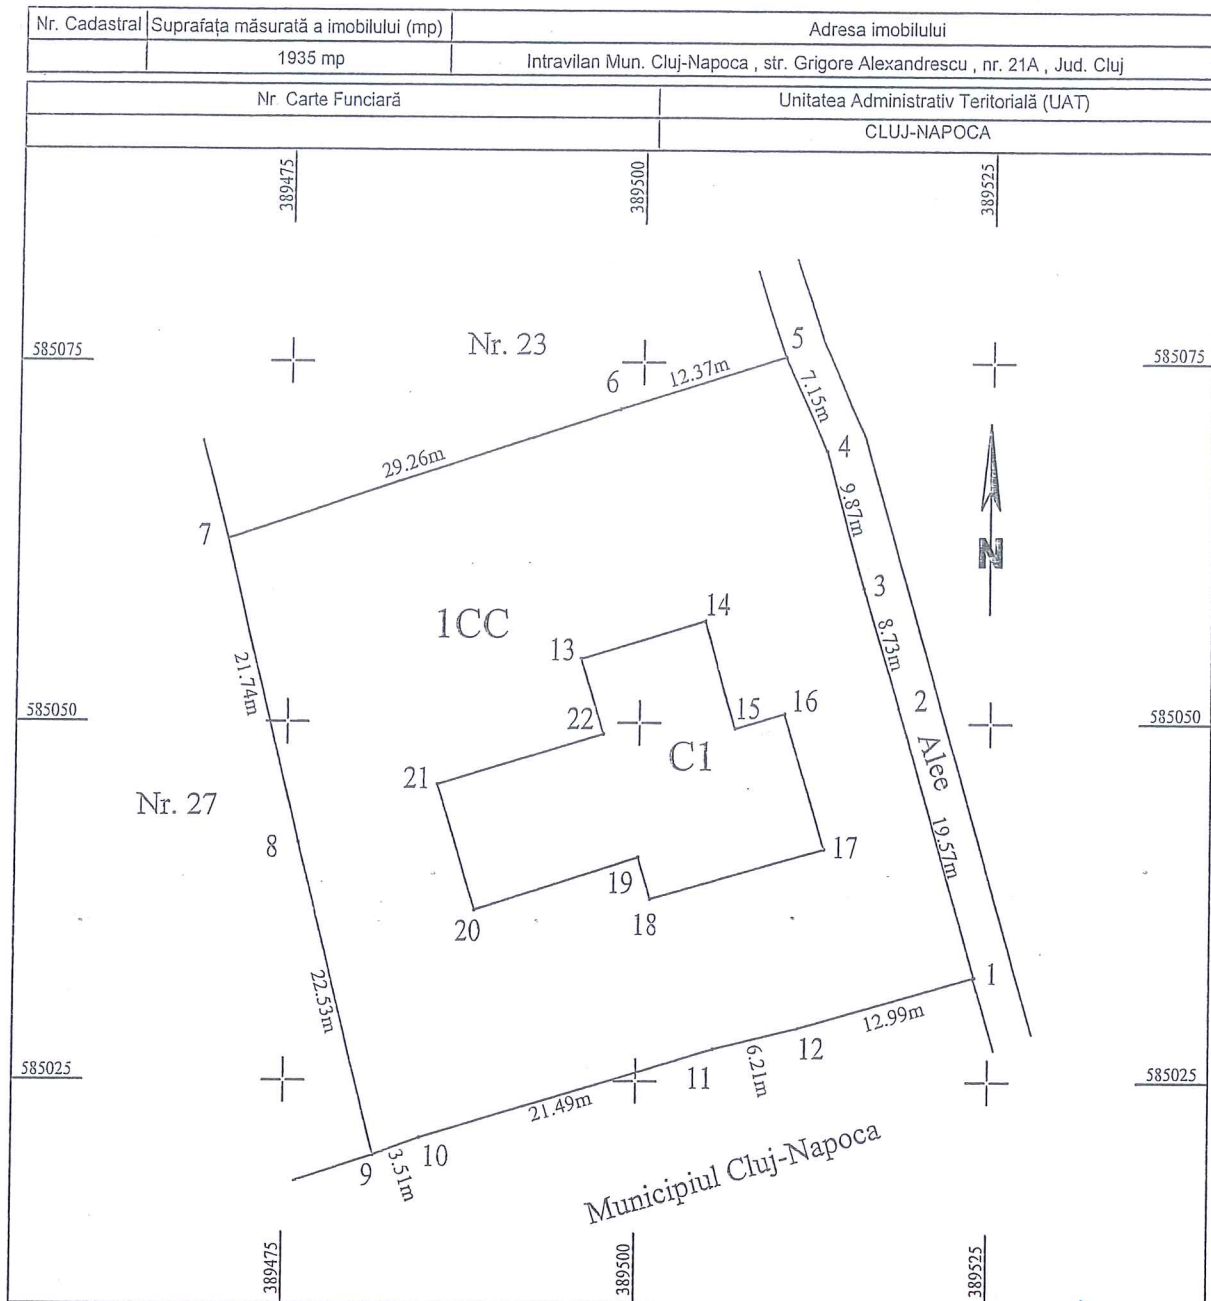 Nr. Cadastral Suprafața măsurată a imobilului (mp) Adresa imobilului
1935 mp Intravilan Mun. Cluj-Napoca , str. Grigore Alexandrescu , nr. 21A , Jud. Cluj
Nr Carte Funciară Unitatea Administrativ Teritorială (UAT)
CLUJ-NAPOCA
389475
389500
389525
5
Nr. 23
585075
585075
12.37m
6
7.15m
4
29.26m
9.87m
7
N
3
14
1CC
8.73m
13
21.74m
2
16
15
22
585050
585050
C1
Alee
21
Nr. 27
8
19.57m
17
19
18
20
1
22.53m
12.99m
12
6.21m
11
585025
585025
21.49m
10
9
3.51m
Municipiul Cluj-Napoca
389475
389500
389525